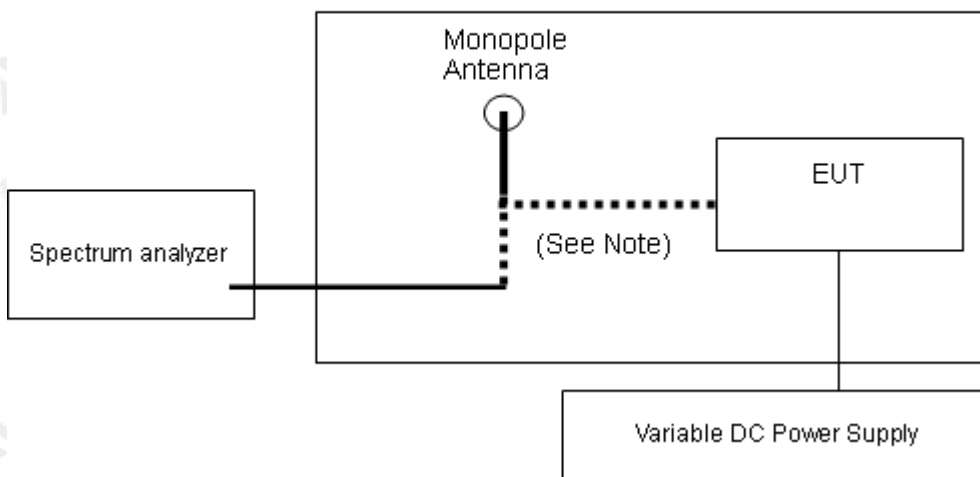 Monopole
Antenna
EUT
Spectrum analyzer
(See Note)
Variable DC Power Supply